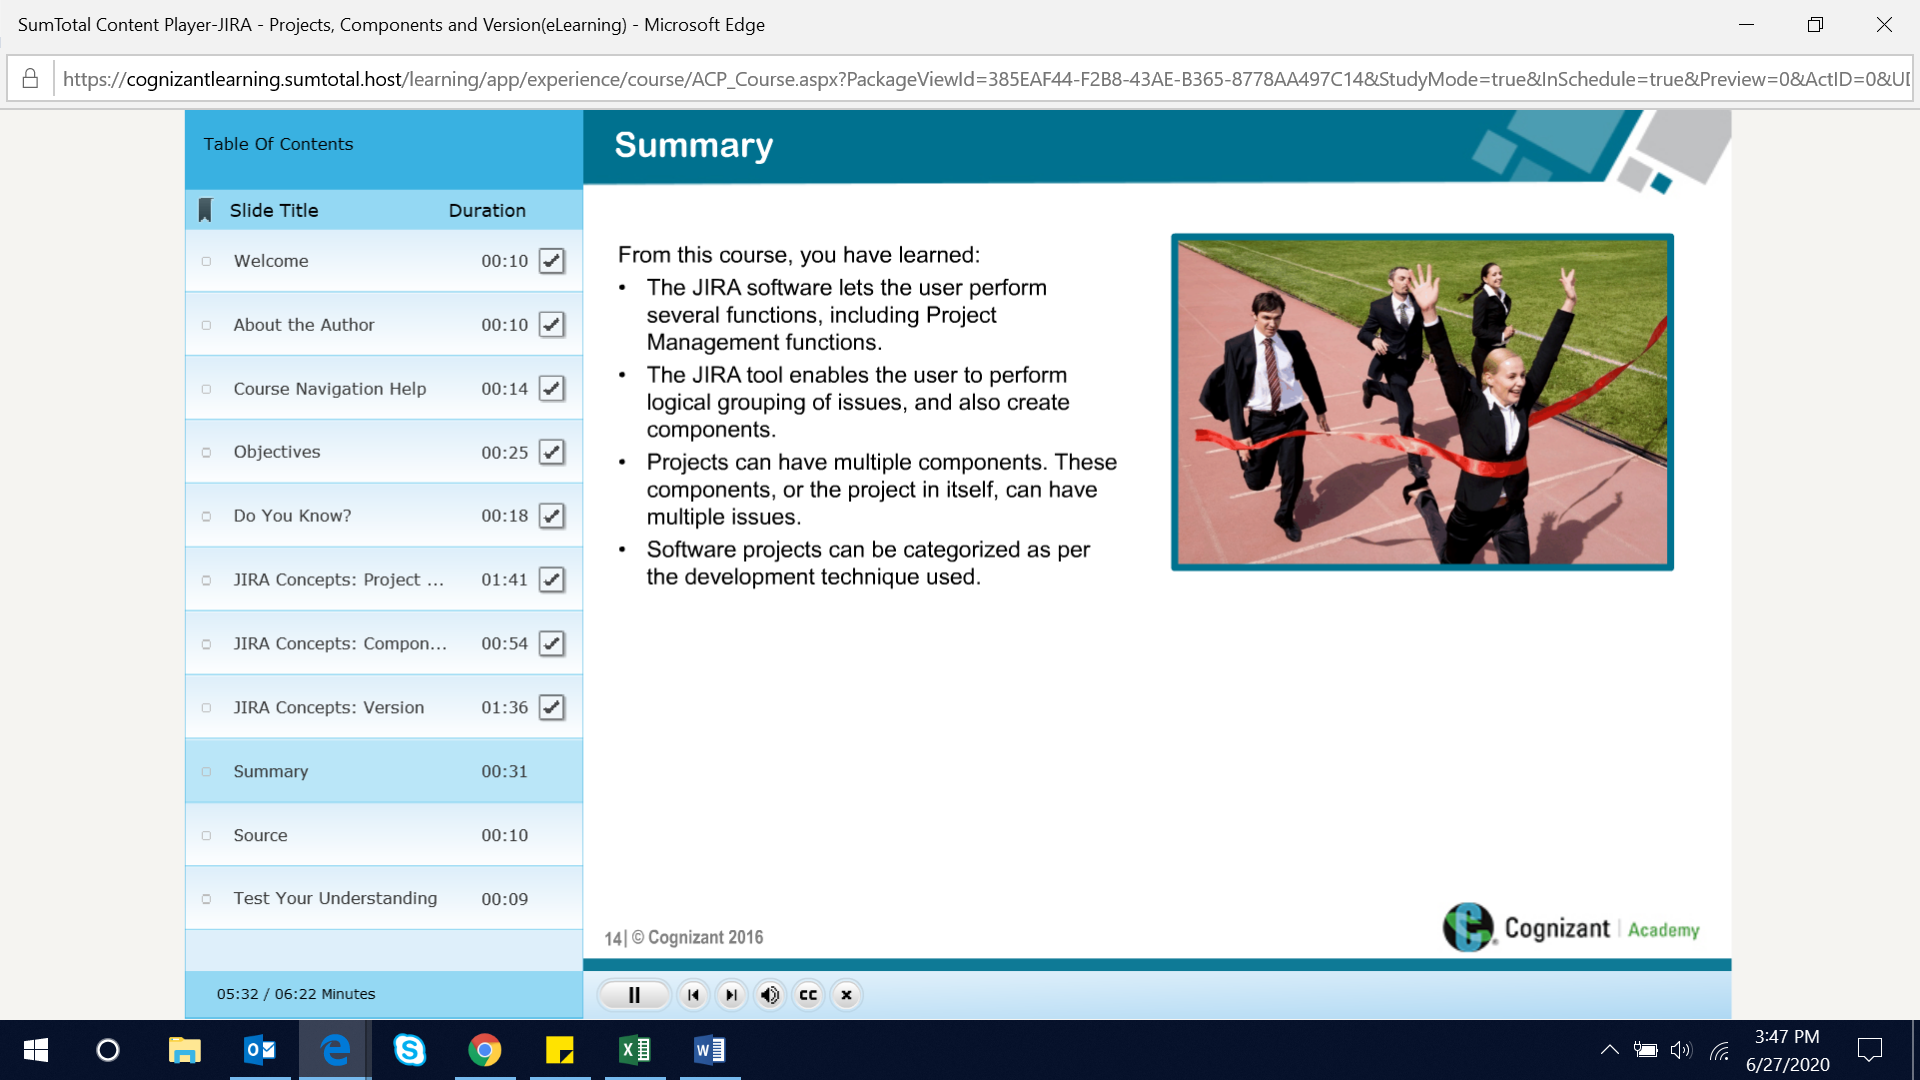 SumTotal Content Player-JIRA - Projects, Components and Version(eLearning) - Microsoft Edge
https://cognizantlearning.sumtotal.host/learning/app/experience/course/ACP_Course.aspx?PackageViewId=385EAF44-F2B8-43AE-B365-8778AA497C14&StudyMode=true&InSchedule=true&Preview=0&ActID=0&UI
Table Of Contents
Slide Title Duration
Welcome 00:10
About the Author 00:10
Course Navigation Help 00:14
Objectives 00:25
Do You Know? 00:18
JIRA Concepts: Project ... 01:41
JIRA Concepts: Compon... 00:54
JIRA Concepts: Version 01:36
Summary 00:31
Source 00:10
Test Your Understanding 00:09
05:32 / 06:22 Minutes
Summary
From this course, you have learned:
• The JIRA software lets the user perform
several functions, including Project
Management functions.
• The JIRA tool enables the user to perform
logical grouping of issues, and also create
components.
• Projects can have multiple components. These
components, or the project in itself, can have
multiple issues.
• Software projects can be categorized as per
the development technique used.
14| © Cognizant 2016
Cognizant | Academy
CC
3:47 PM
6/27/2020